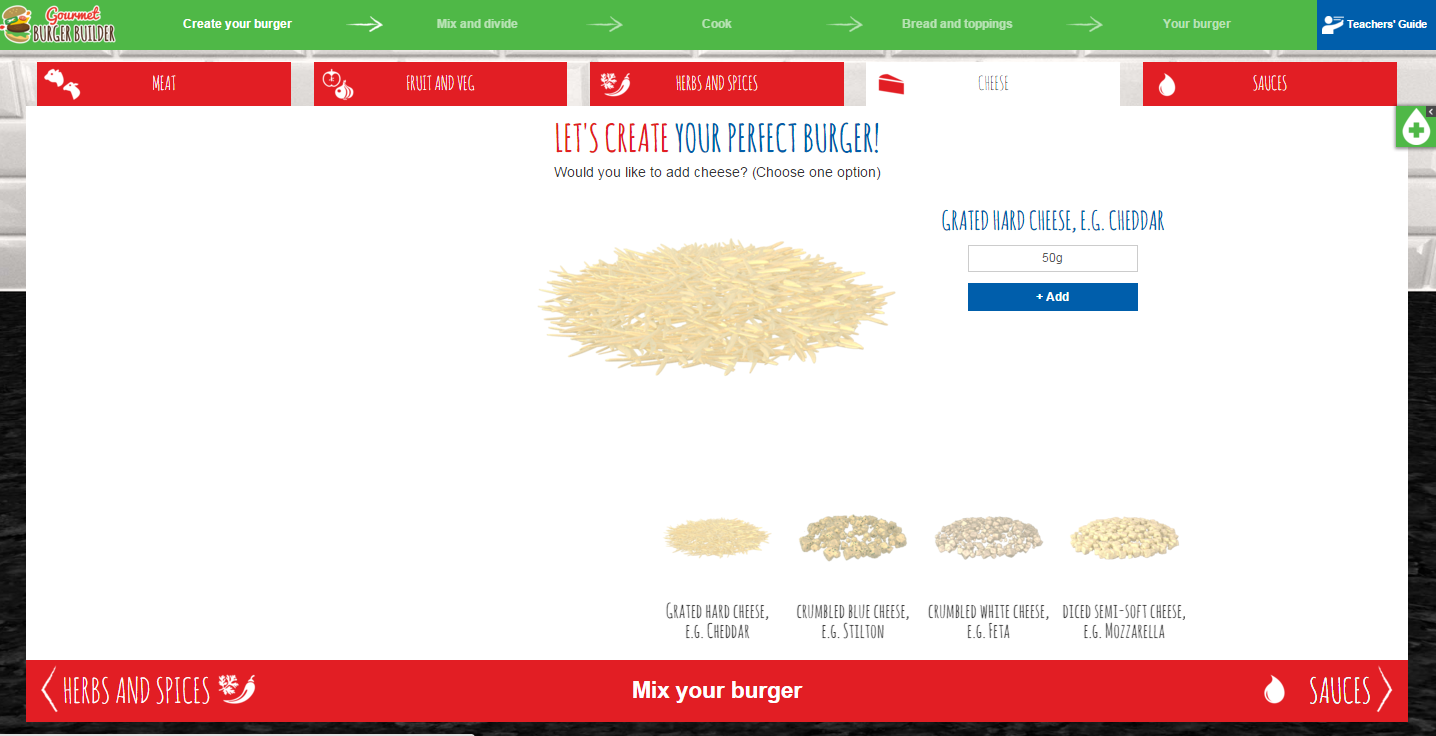 Gourmet
BURGER BUILDER
Create your burger
Mix and divide
Cook
Bread and toppings
Your burger
Teachers' Guide
MEAT
FRUIT AND VEG
HERBS AND SPICES
CHEESE
SAUCES
LET'S CREATE YOUR PERFECT BURGER!
Would you like to add cheese? (Choose one option)
GRATED HARD CHEESE, E.G. CHEDDAR
50g
+ Add
GRATED HARD CHEESE,
E.G. CHEDDAR
CRUMBLED BLUE CHEESE,
E.G. STILTON
CRUMBLED WHITE CHEESE,
E.G. FETA
DICED SEMI-SOFT CHEESE,
E.G. MOZZARELLA
HERBS AND SPICES
Mix your burger
SAUCES